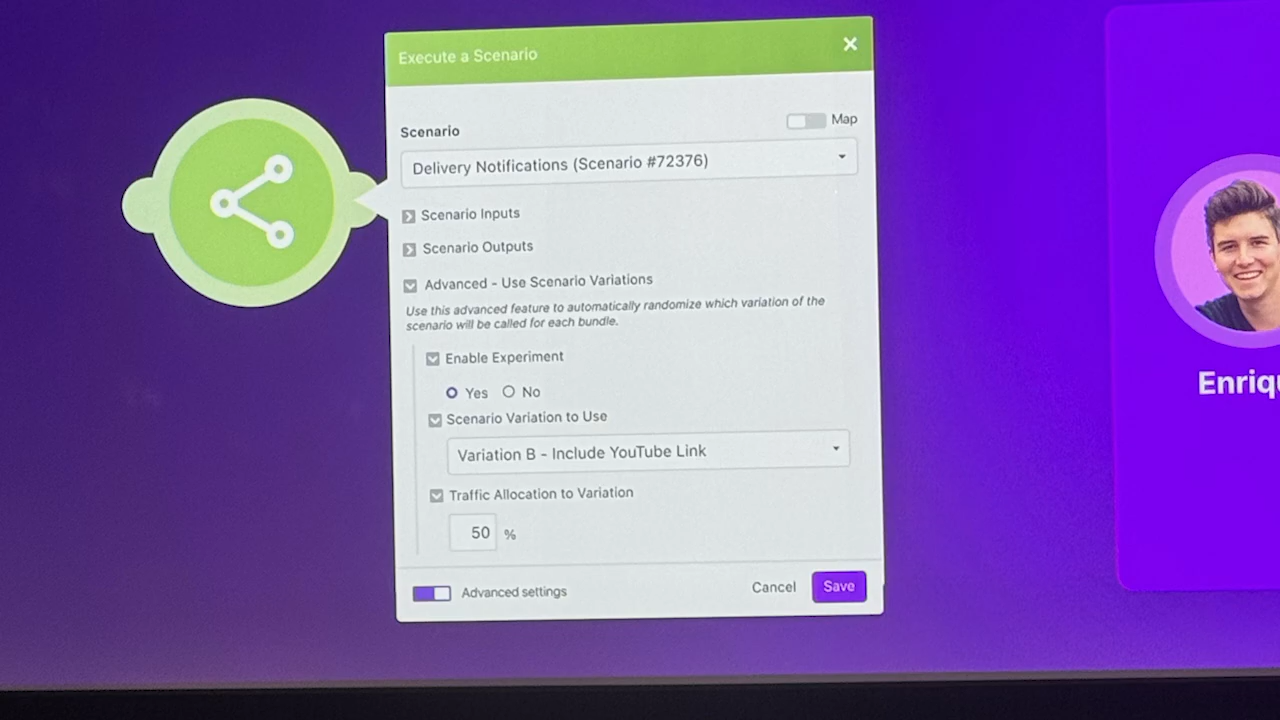 Execute a Scenario
Scenario
Map
Delivery Notifications (Scenario #72376)
Scenario Inputs
Scenario Outputs
Advanced - Use Scenario Variations
Use this advanced feature to automatically randomize which variation of the
scenario will be called for each bundle.
Enable Experiment
Yes No
Scenario Variation to Use
Variation B - Include YouTube Link
Traffic Allocation to Variation
50 %
Advanced settings
Cancel
Save